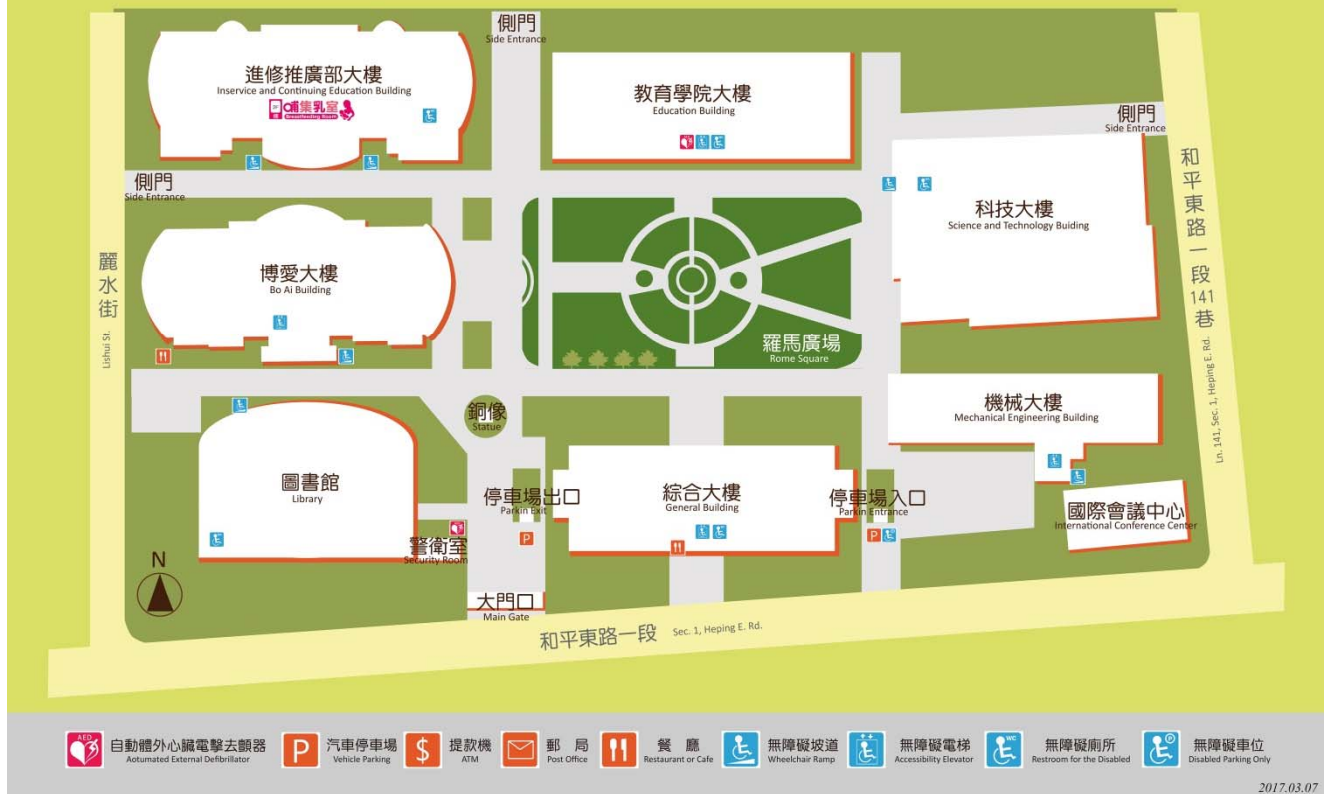 側門
Side Entrance
進修推廣部大樓
Inservice and Continuing Education Building
哺集乳室
Breastfeeding Room
教育學院大樓
Education Building
側門
Side Entrance
側門
Side Entrance
科技大樓
Science and Technology Buiding
和平東路一段141巷
Ln. 141, Sec. 1, Heping E. Rd.
麗水街
Lishui St.
博愛大樓
Bo Ai Building
羅馬廣場
Rome Square
機械大樓
Mechanical Engineering Building
銅像
Statue
圖書館
Library
停車場出口
Parkin Exit
P
綜合大樓
General Building
停車場入口
Parkin Entrance
P
國際會議中心
International Conference Center
警衛室
Security Room
N
大門口
Main Gate
和平東路一段 Sec. 1, Heping E. Rd.
AED
自動體外心臟電擊去顫器
Aotumated External Defibrillator
P
汽車停車場
Vehicle Parking
$
提款機
ATM
郵局
Post Office
餐廳
Restaurant or Cafe
無障礙坡道
Wheelchair Ramp
無障礙電梯
Accessibility Elevator
WC
無障礙廁所
Restroom for the Disabled
P
無障礙車位
Disabled Parking Only
2017.03.07